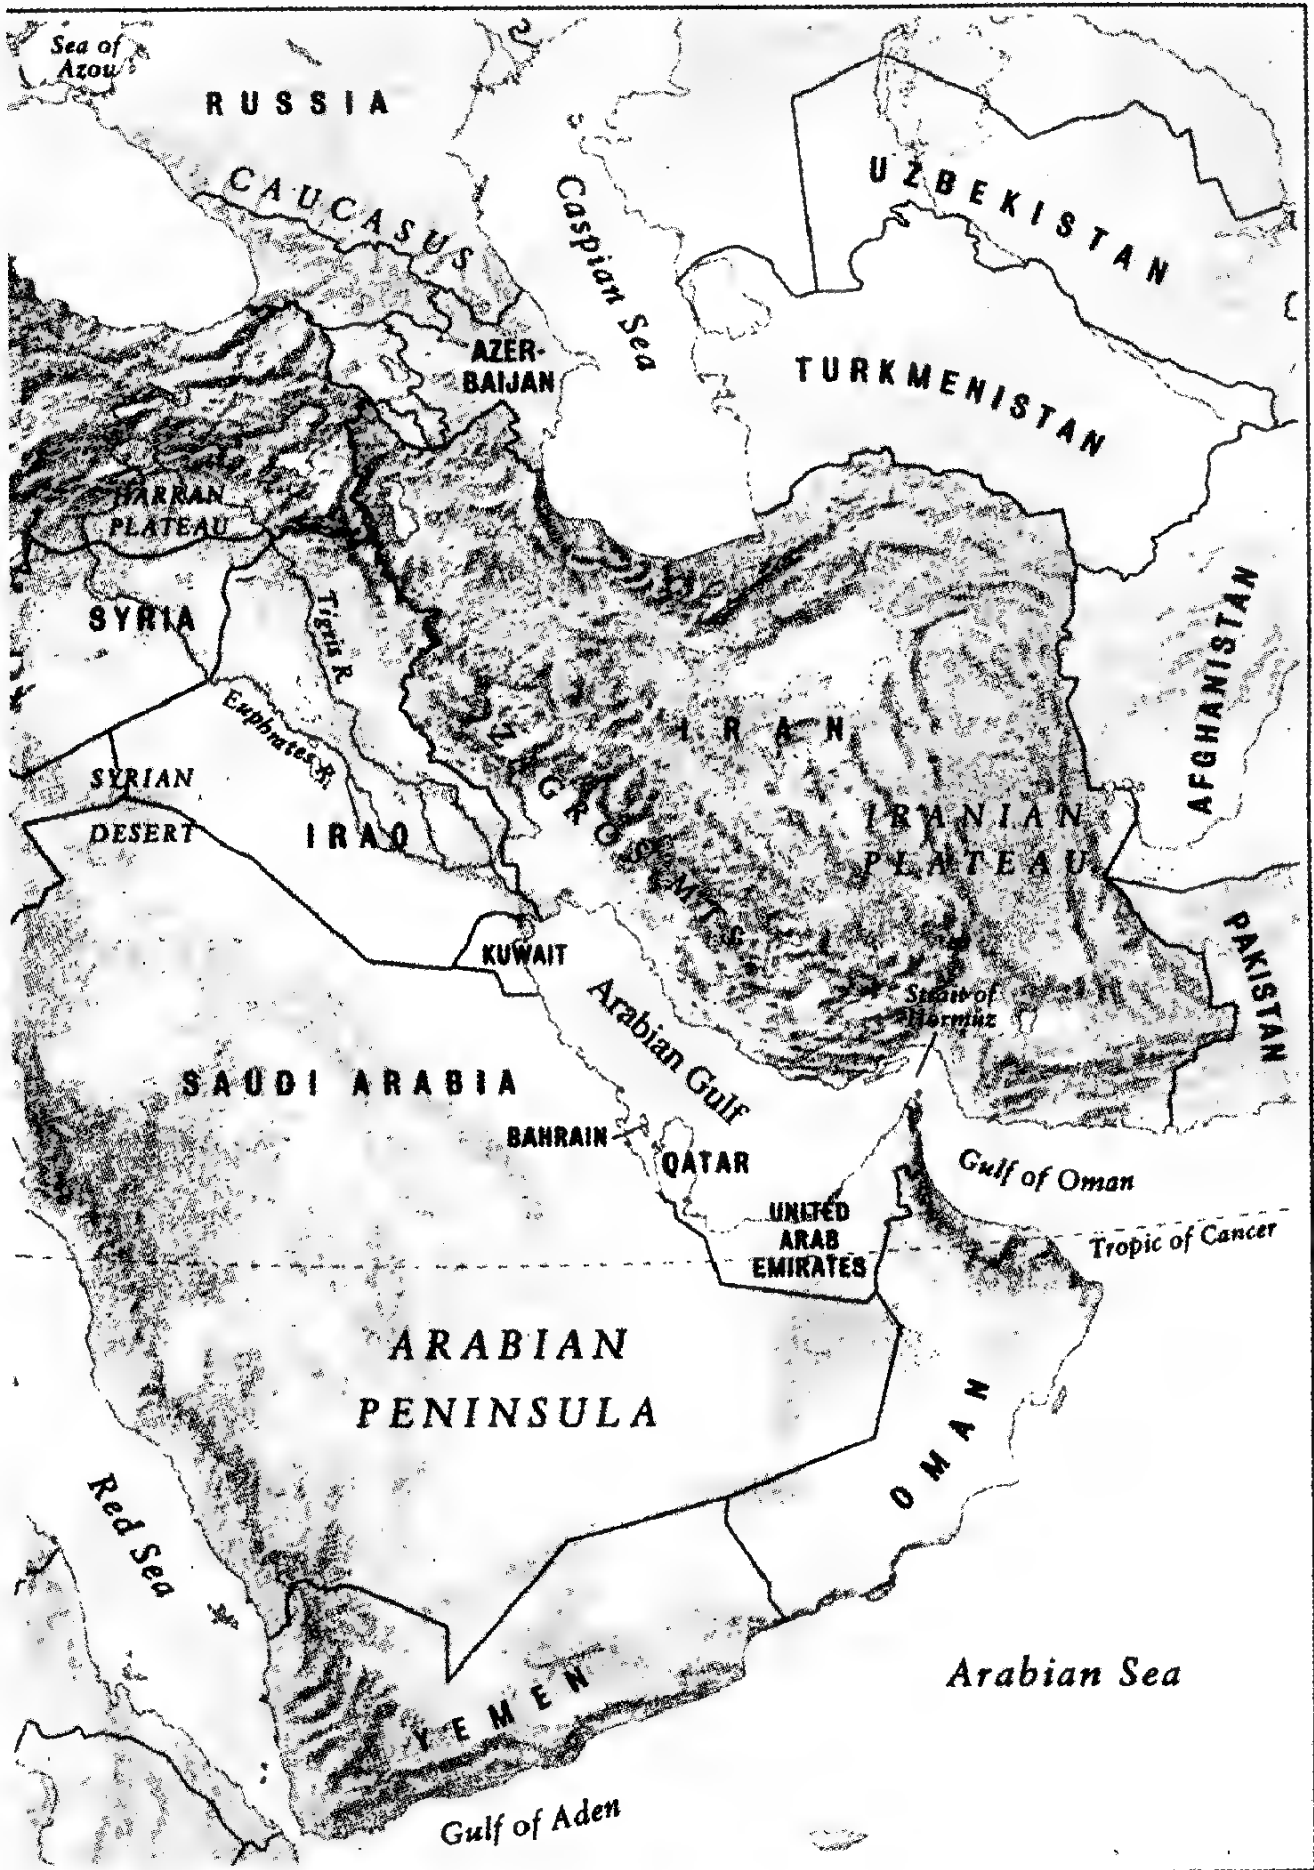 Sea of
Azov
RUSSIA
CAUCASUS
Caspian Sea
UZBEKISTAN
AZER-
BAIJAN
TURKMENISTAN
HARRAN
PLATEAU
SYRIA
Tigris R.
Euphrates R.
AFGHANISTAN
IRAN
ZAGROS MTS.
SYRIAN
DESERT
IRAQ
IRANIAN
PLATEAU
KUWAIT
PAKISTAN
Arabian Gulf
Strait of
Hormuz
SAUDI ARABIA
BAHRAIN
QATAR
Gulf of Oman
UNITED
ARAB
EMIRATES
Tropic of Cancer
ARABIAN
PENINSULA
OMAN
Red Sea
Arabian Sea
YEMEN
Gulf of Aden